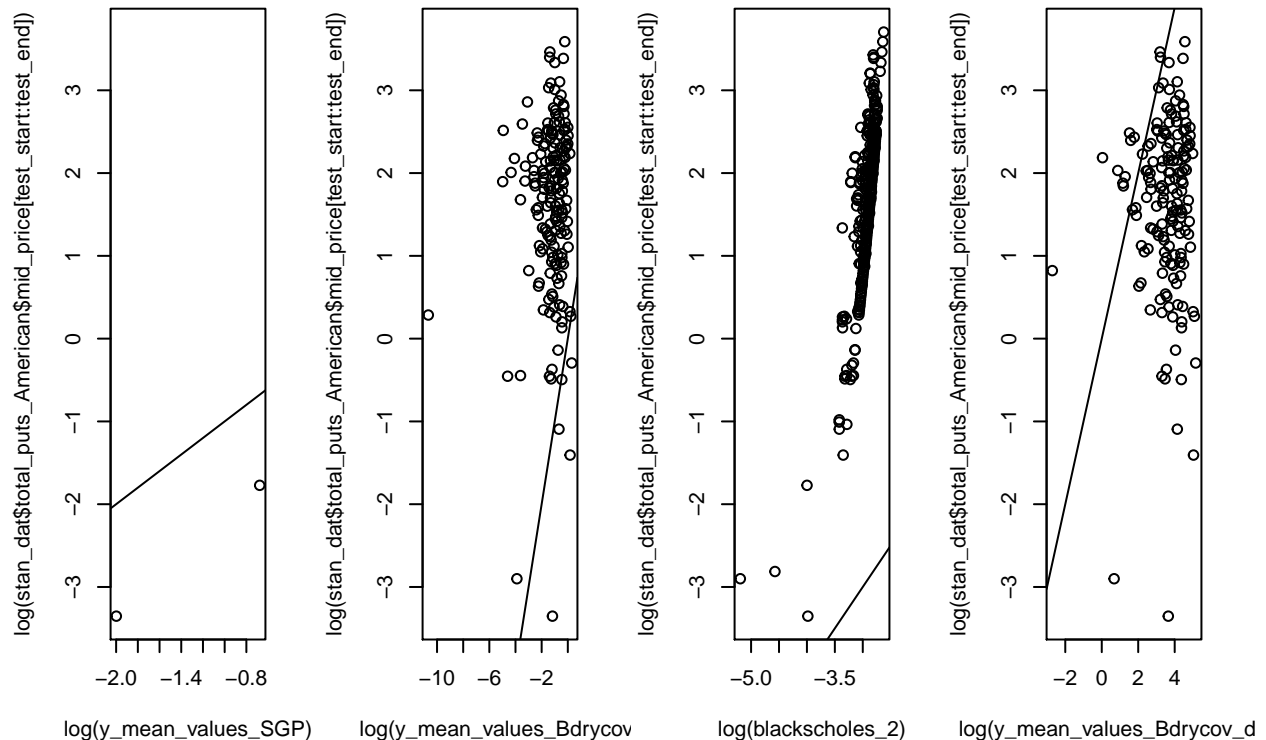 log(stan_dat$total_puts_American$mid_price[test_start:test_end])
3
2
1
0
−1
−2
−3
−2.0 −1.4 −0.8
log(y_mean_values_SGP)
log(stan_dat$total_puts_American$mid_price[test_start:test_end])
3
2
1
0
−1
−2
−3
−10 −6 −2
log(y_mean_values_Bdrycov
log(stan_dat$total_puts_American$mid_price[test_start:test_end])
3
2
1
0
−1
−2
−3
−5.0 −3.5
log(blackscholes_2)
log(stan_dat$total_puts_American$mid_price[test_start:test_end])
3
2
1
0
−1
−2
−3
−2 0 2 4
log(y_mean_values_Bdrycov_d